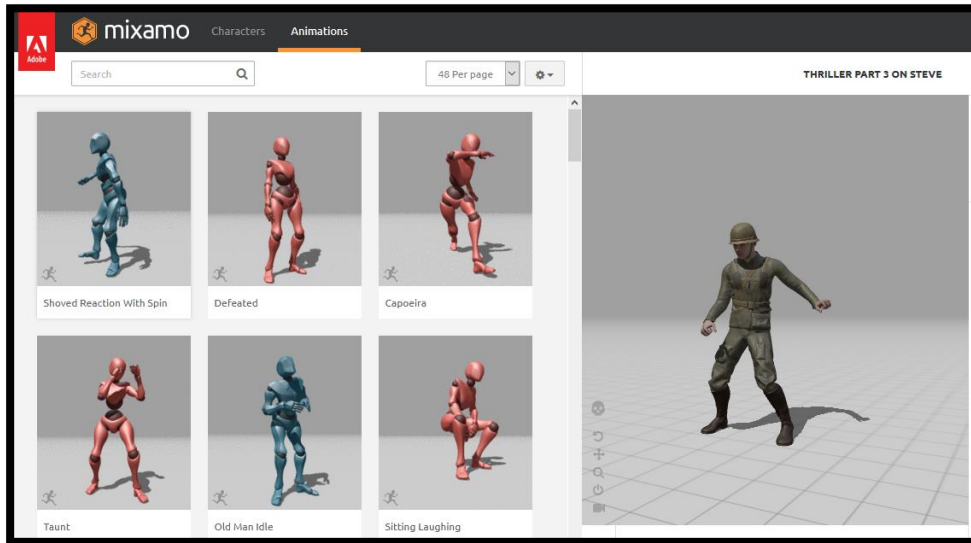 Adobe
mixamo Characters Animations
Search
48 Per page
THRILLER PART 3 ON STEVE
Shoved Reaction With Spin
Defeated
Capoeira
Taunt
Old Man Idle
Sitting Laughing